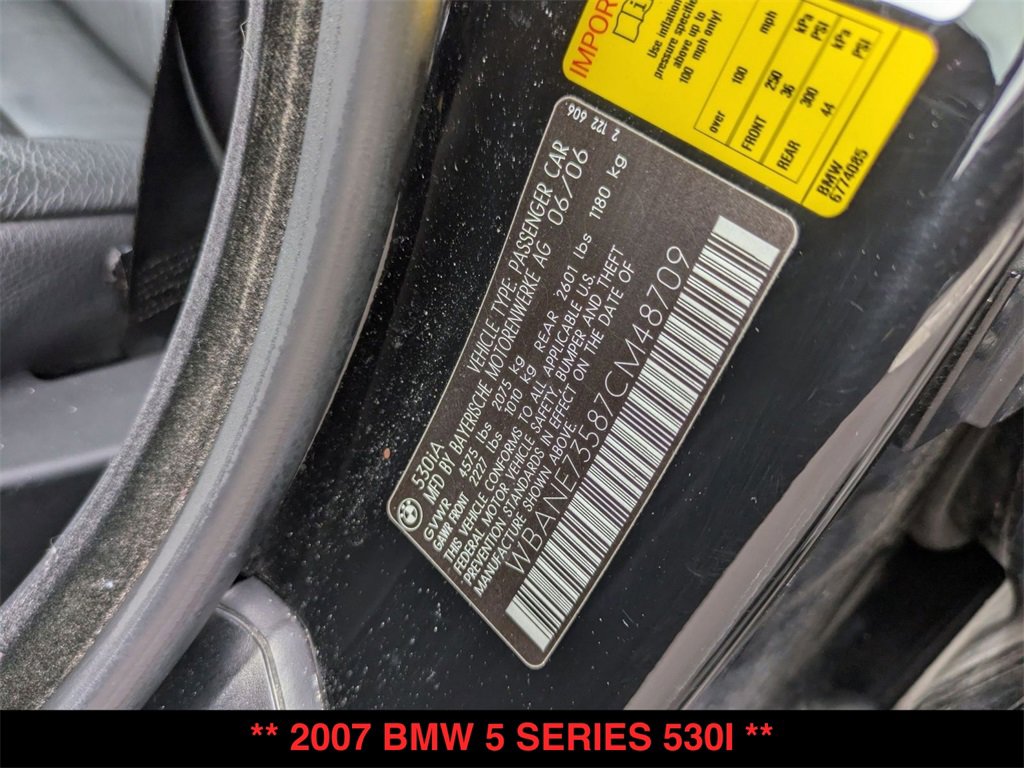 IMPOR
Use inflation
pressure specifie
above up to
100 mph only!
mph
kPa
PSI
kPa
PSI
over 100
FRONT 250
36
REAR 300
44
BMW
6774085
2 122 606
530IA VEHICLE TYPE: PASSENGER CAR
MFD BY BAYERISCHE MOTORENWERKE AG 06/06
GVWR 4575 lbs 2075 kg
GAWR FRONT 2227 lbs 1010 kg REAR 2601 lbs 1180 kg
THIS VEHICLE CONFORMS TO ALL APPLICABLE U.S.
FEDERAL MOTOR VEHICLE SAFETY, BUMPER AND THEFT
PREVENTION STANDARDS IN EFFECT ON THE DATE OF
MANUFACTURE SHOWN ABOVE.
WBANE73587CM48709
** 2007 BMW 5 SERIES 530I **